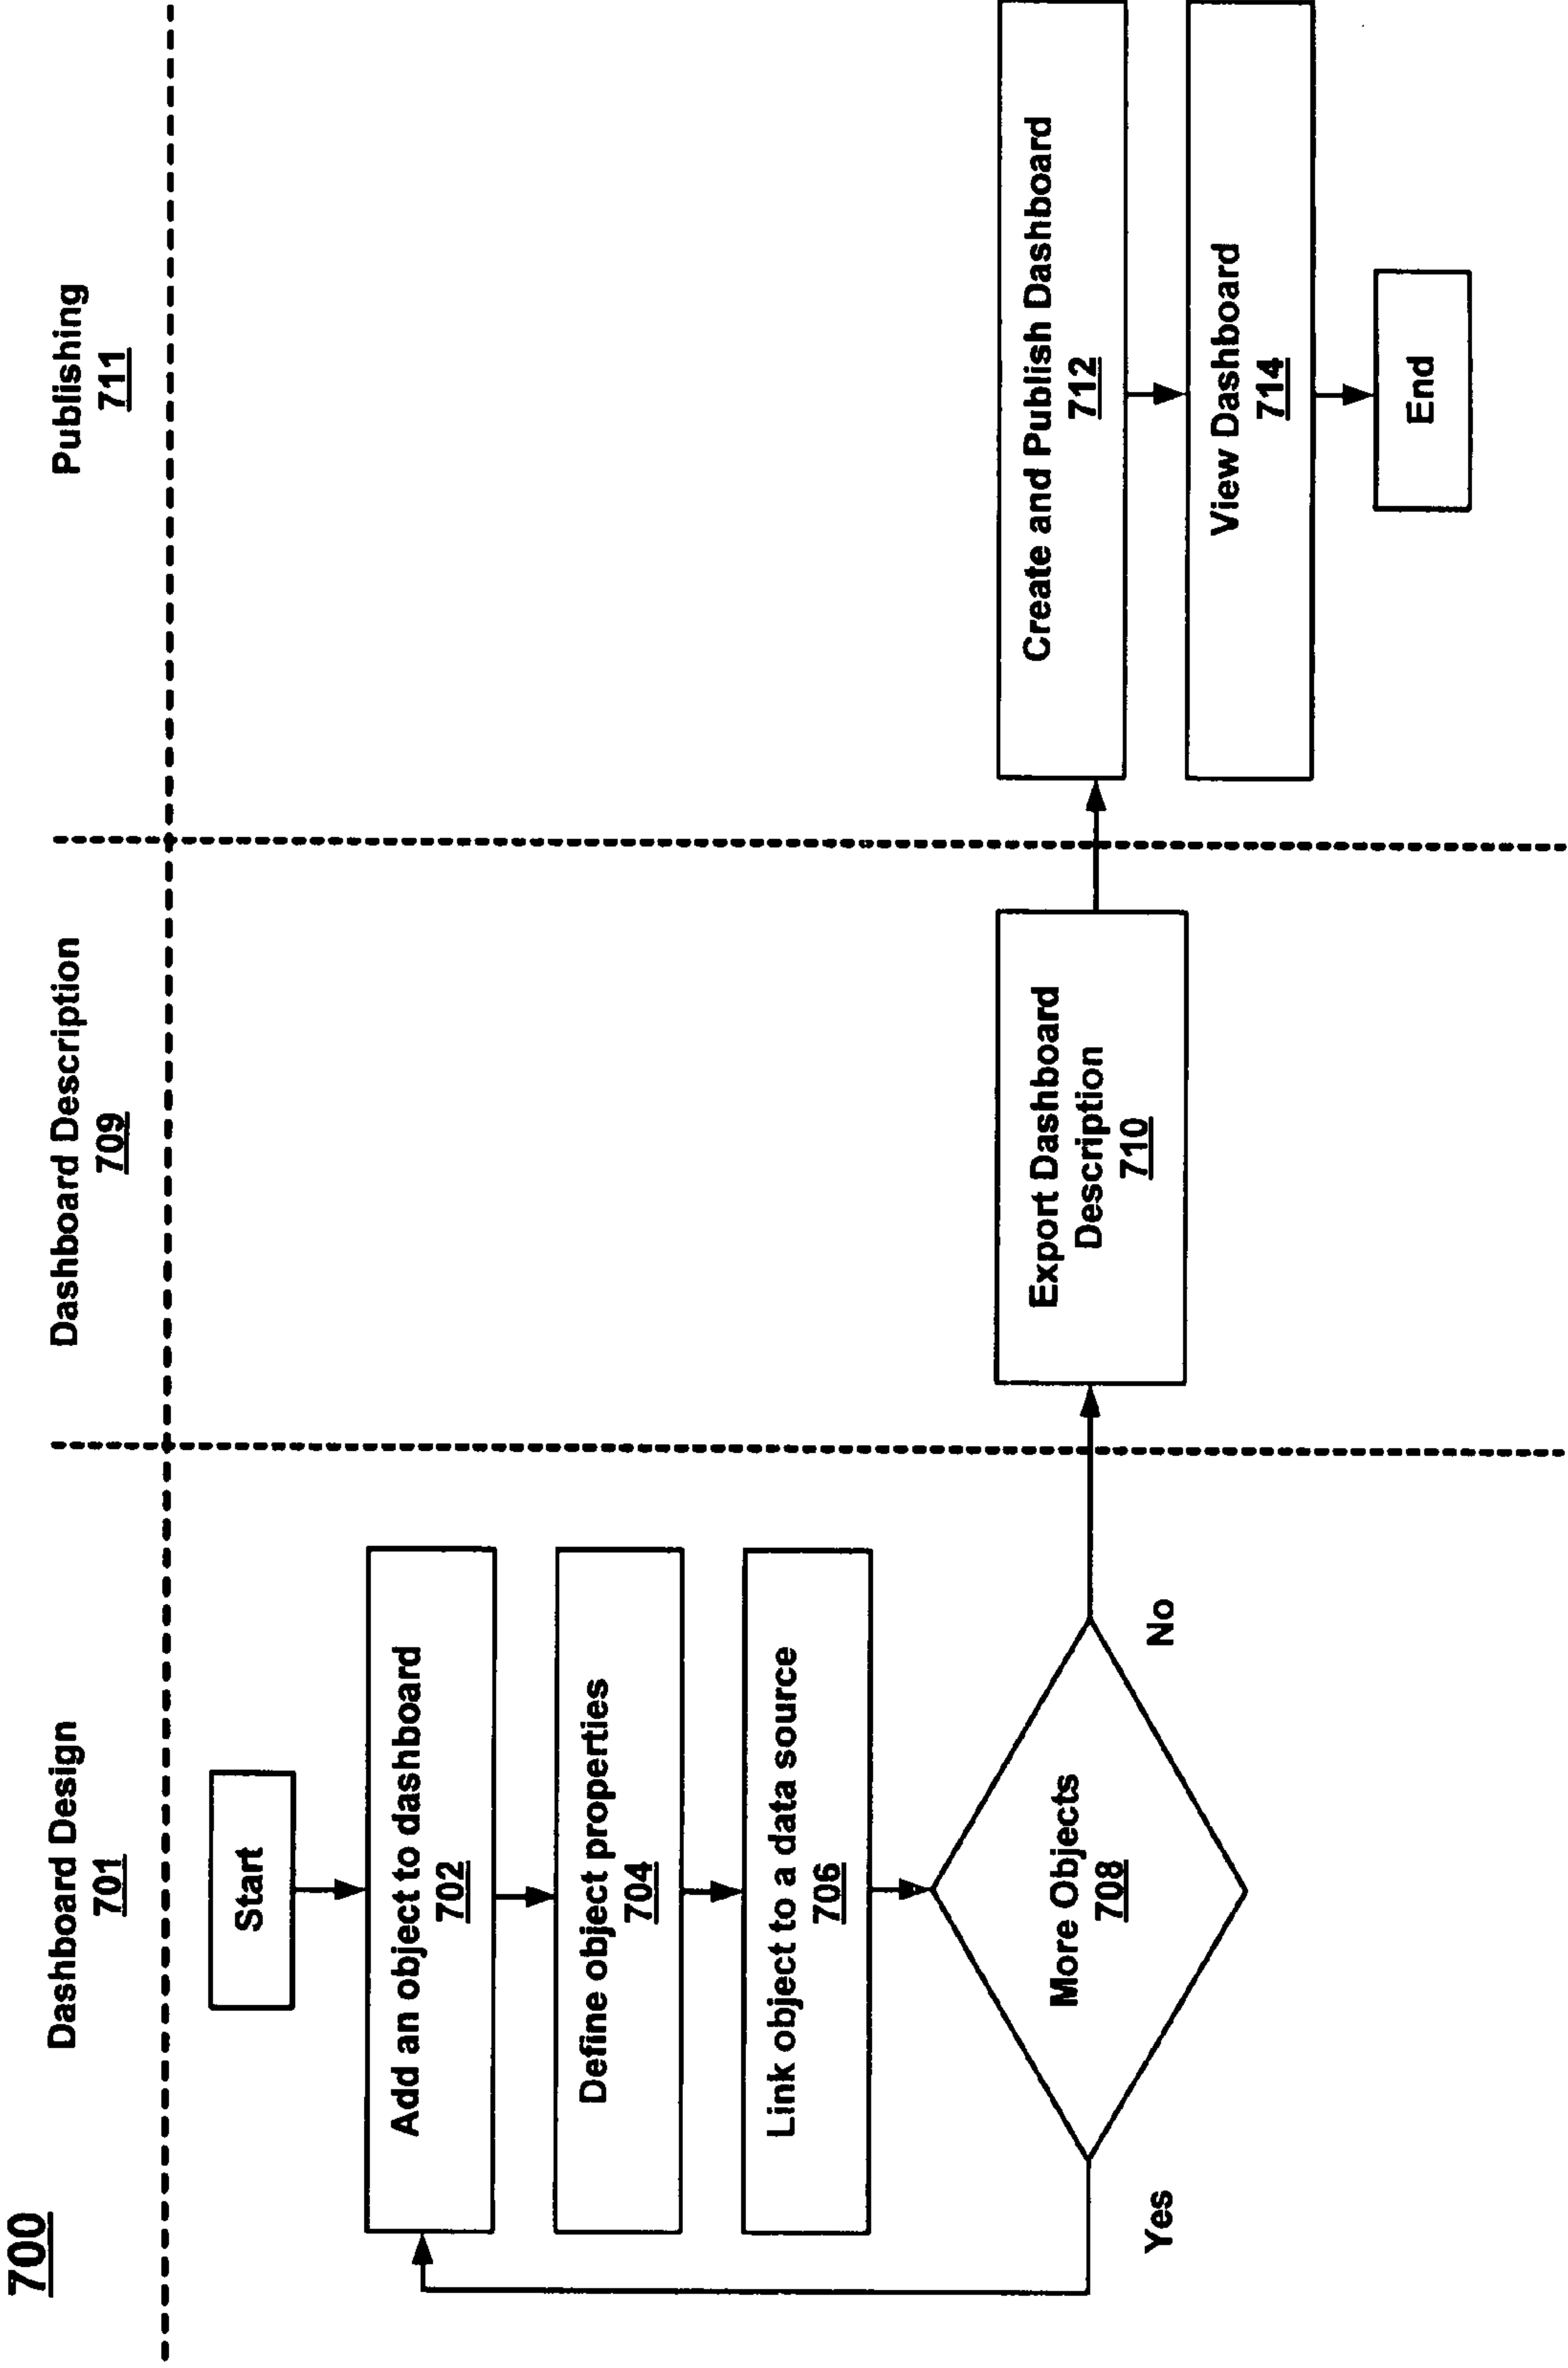 700
Dashboard Design
701
Dashboard Description
709
Publishing
711
Start
Add an object to dashboard
702
Define object properties
704
Link object to a data source
706
More Objects
708
Yes
No
Export Dashboard
Description
710
Create and Publish Dashboard
712
View Dashboard
714
End